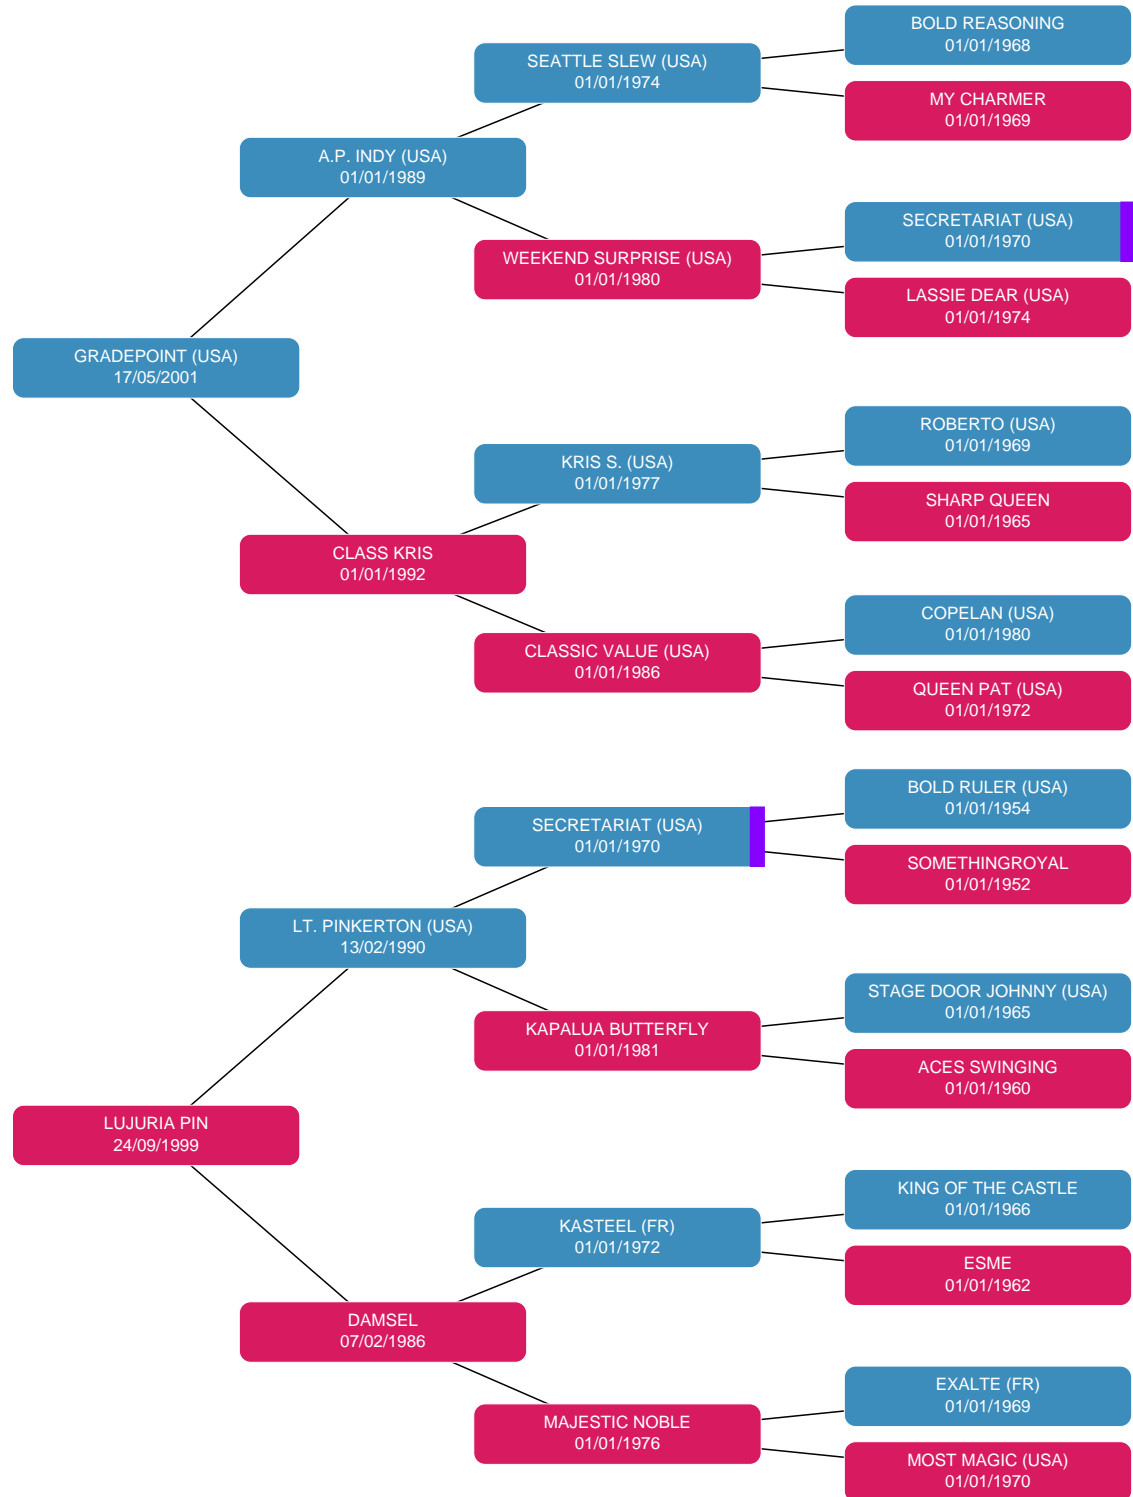 BOLD REASONING
01/01/1968
SEATTLE SLEW (USA)
01/01/1974
MY CHARMER
01/01/1969
A.P. INDY (USA)
01/01/1989
SECRETARIAT (USA)
01/01/1970
WEEKEND SURPRISE (USA)
01/01/1980
LASSIE DEAR (USA)
01/01/1974
GRADEPOINT (USA)
17/05/2001
ROBERTO (USA)
01/01/1969
KRIS S. (USA)
01/01/1977
SHARP QUEEN
01/01/1965
CLASS KRIS
01/01/1992
COPELAN (USA)
01/01/1980
CLASSIC VALUE (USA)
01/01/1986
QUEEN PAT (USA)
01/01/1972
BOLD RULER (USA)
01/01/1954
SECRETARIAT (USA)
01/01/1970
SOMETHINGROYAL
01/01/1952
LT. PINKERTON (USA)
13/02/1990
STAGE DOOR JOHNNY (USA)
01/01/1965
KAPALUA BUTTERFLY
01/01/1981
ACES SWINGING
01/01/1960
LUJURIA PIN
24/09/1999
KING OF THE CASTLE
01/01/1966
KASTEEL (FR)
01/01/1972
ESME
01/01/1962
DAMSEL
07/02/1986
EXALTE (FR)
01/01/1969
MAJESTIC NOBLE
01/01/1976
MOST MAGIC (USA)
01/01/1970